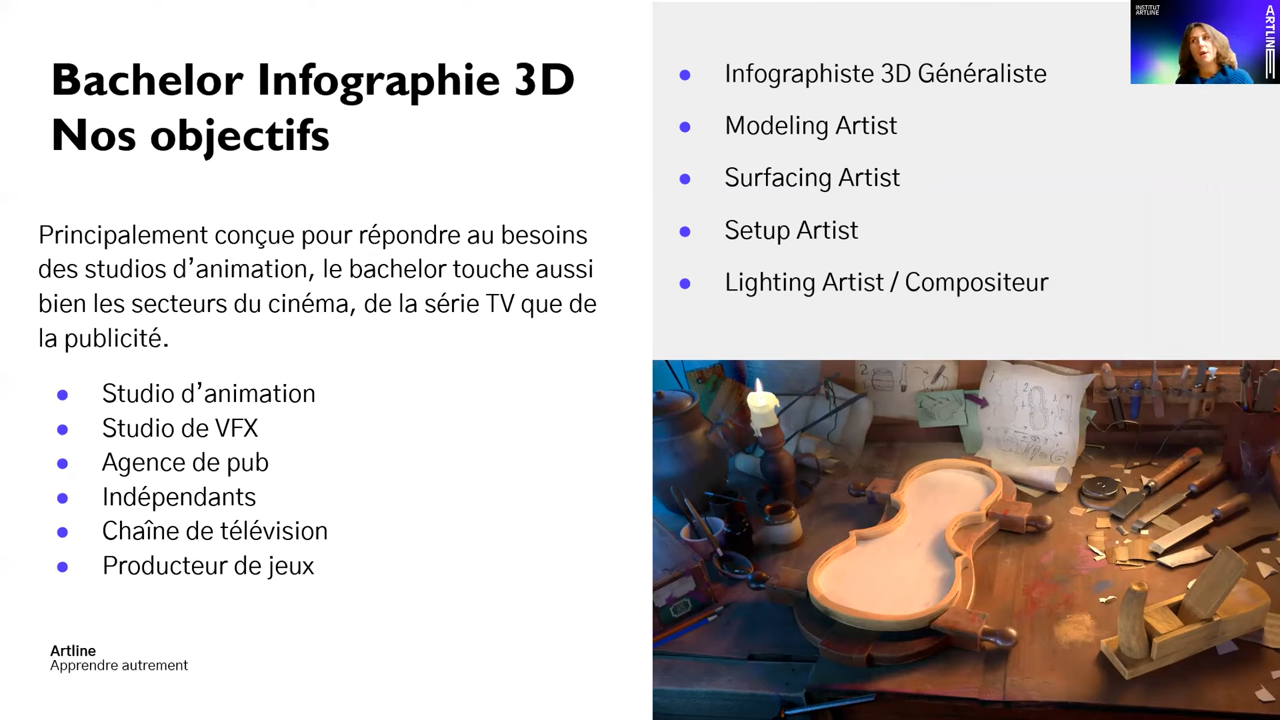 Bachelor Infographie 3D
Nos objectifs
Principalement conçue pour répondre au besoins
des studios d’animation, le bachelor touche aussi
bien les secteurs du cinéma, de la série TV que de
la publicité.
● Studio d’animation
● Studio de VFX
● Agence de pub
● Indépendants
● Chaîne de télévision
● Producteur de jeux
Artline
Apprendre autrement
● Infographiste 3D Généraliste
● Modeling Artist
● Surfacing Artist
● Setup Artist
● Lighting Artist / Compositeur
INSTITUT
ARTLINE
ARTLINE